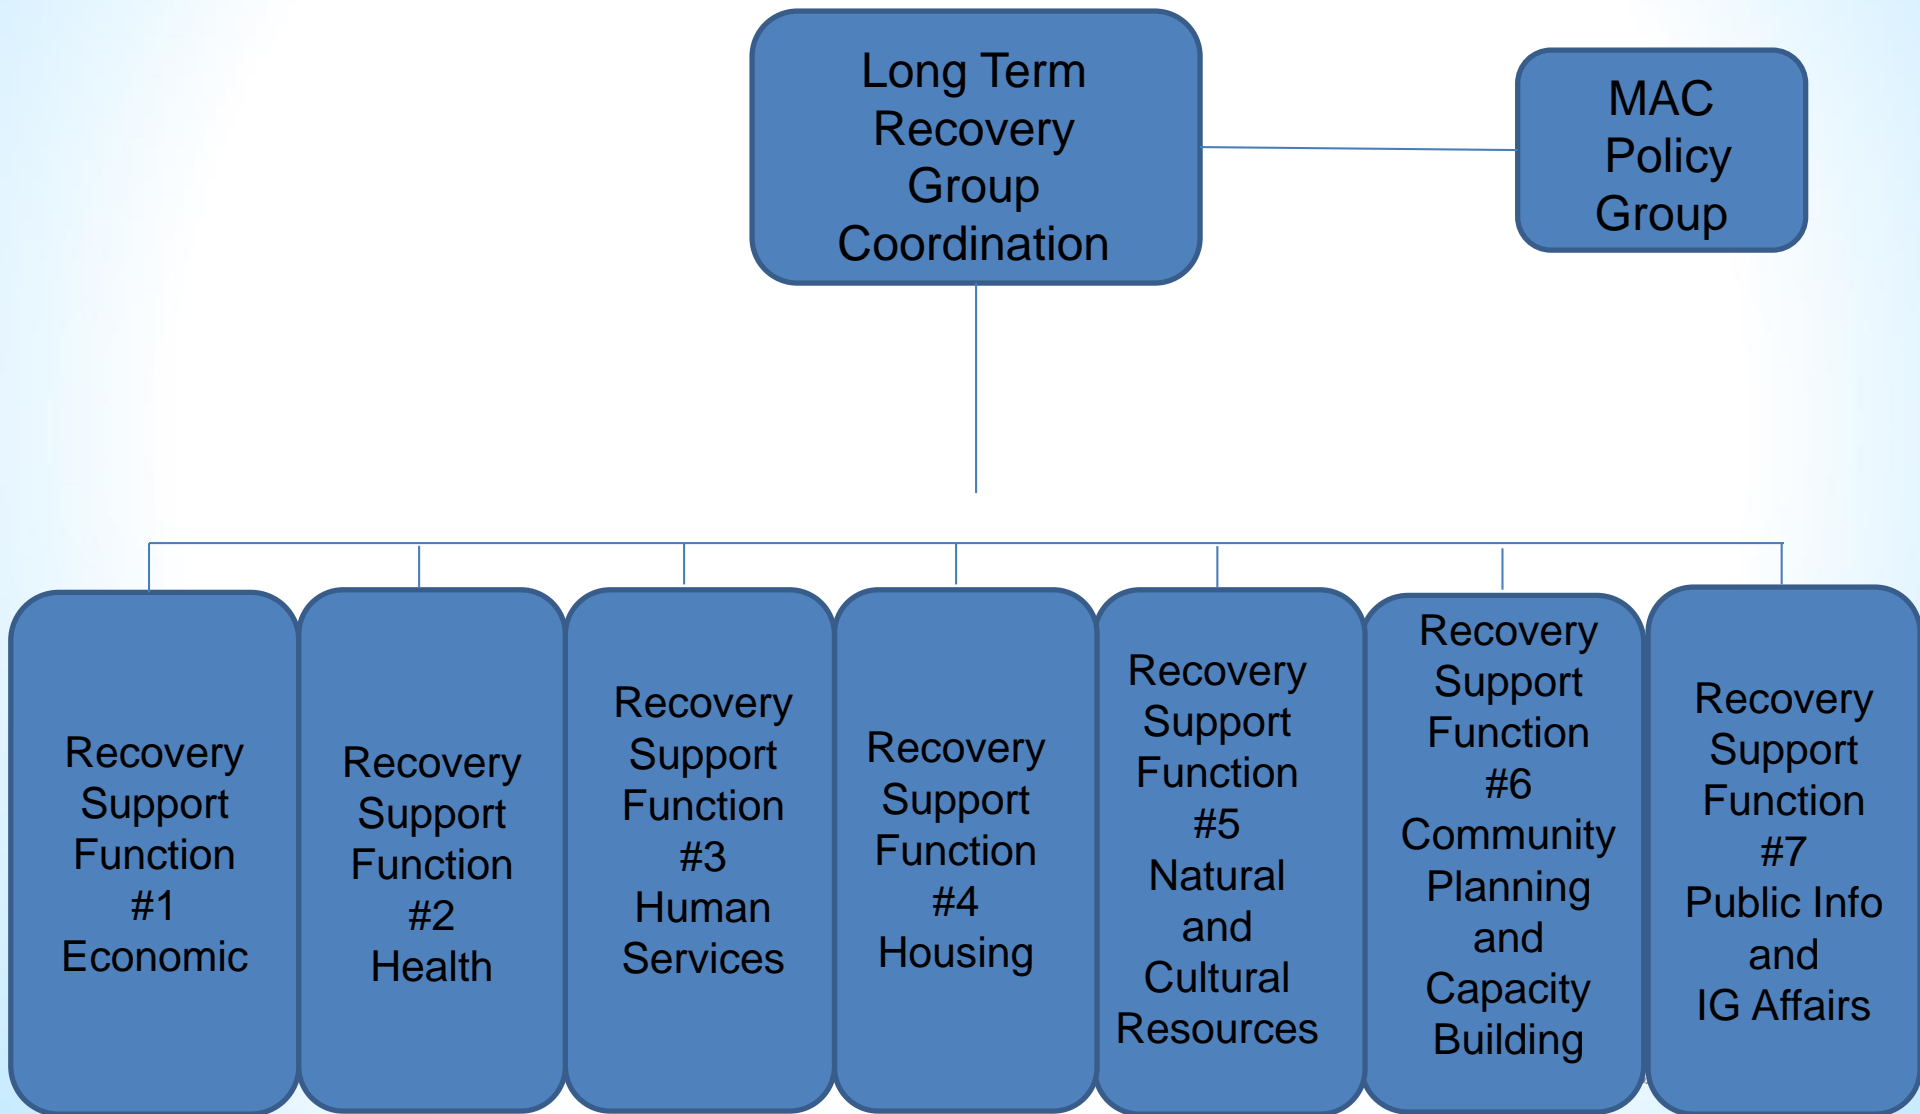 Long Term
Recovery
Group
Coordination
MAC
Policy
Group
Recovery
Support
Function
#1
Economic
Recovery
Support
Function
#2
Health
Recovery
Support
Function
#3
Human
Services
Recovery
Support
Function
#4
Housing
Recovery
Support
Function
#5
Natural
and
Cultural
Resources
Recovery
Support
Function
#6
Community
Planning
and
Capacity
Building
Recovery
Support
Function
#7
Public Info
and
IG Affairs